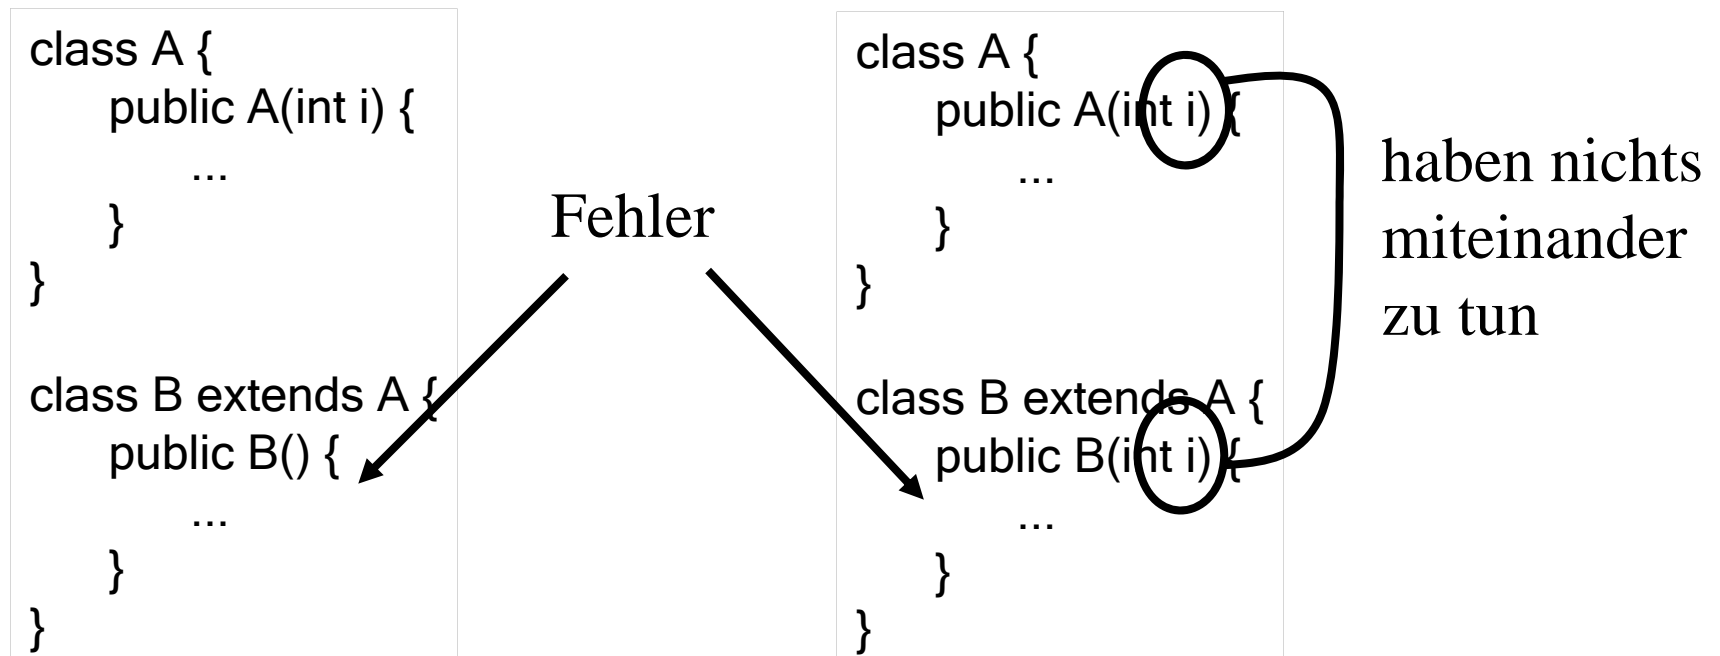 class A {
public A(int i) {
...
}
}
class B extends A {
public B() {
...
}
}
Fehler
class A {
public A(int i) {
...
}
}
class B extends A {
public B(int i) {
...
}
}
haben nichts
miteinander
zu tun